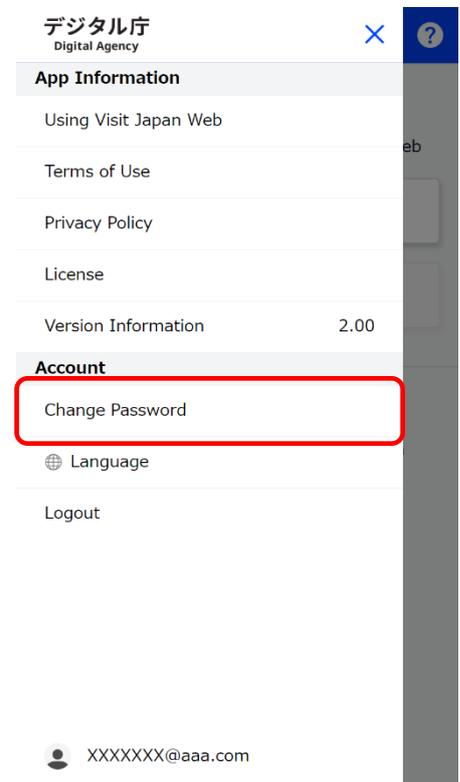 デジタル庁
Digital Agency
?
App Information
Using Visit Japan Web
eb
Terms of Use
Privacy Policy
License
Version Information 2.00
Account
Change Password
Language
Logout
XXXXXXX@aaa.com